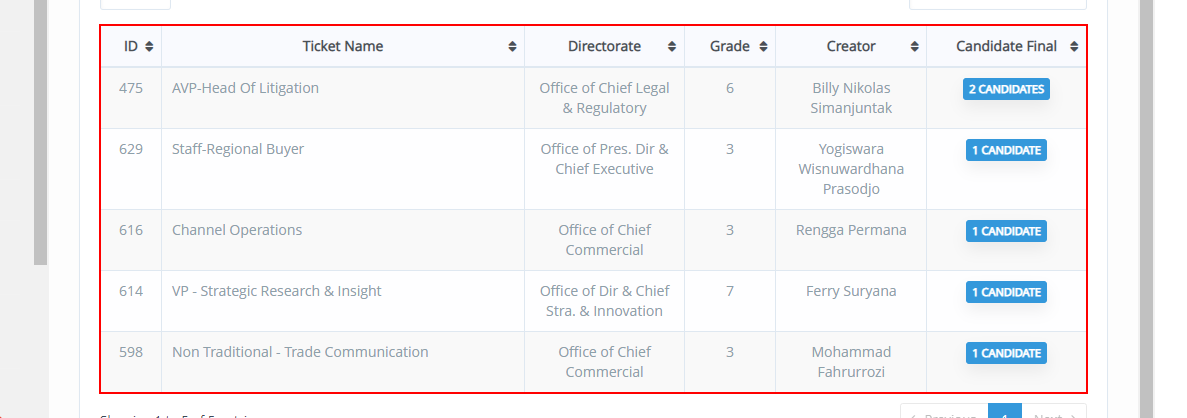 ID Ticket Name Directorate Grade Creator Candidate Final
475 AVP-Head Of Litigation Office of Chief Legal 6 Billy Nikolas 2 CANDIDATES
& Regulatory Simanjuntak
629 Staff-Regional Buyer Office of Pres. Dir & 3 Yogiswara 1 CANDIDATE
Chief Executive Wisnuwardhana
Prasodjo
616 Channel Operations Office of Chief 3 Rengga Permana 1 CANDIDATE
Commercial
614 VP - Strategic Research & Insight Office of Dir & Chief 7 Ferry Suryana 1 CANDIDATE
Stra. & Innovation
598 Non Traditional - Trade Communication Office of Chief 3 Mohammad 1 CANDIDATE
Commercial Fahrurrozi
Previous 1 Next